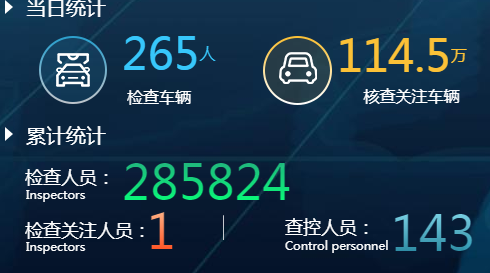 当日统计
265人
检查车辆
114.5万
核查关注车辆
累计统计
检查人员：
Inspectors
285824
检查关注人员：
Inspectors
1
查控人员：
Control personnel
143